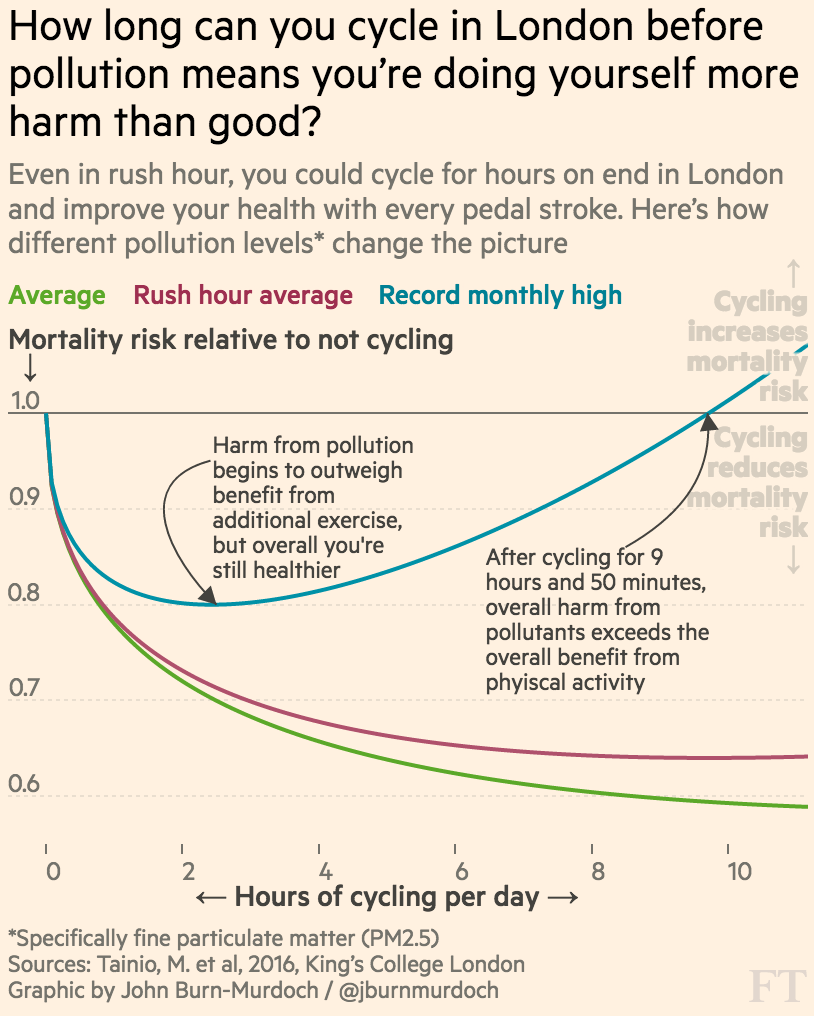 How long can you cycle in London before
pollution means you're doing yourself more
harm than good?
Even in rush hour, you could cycle for hours on end in London
and improve your health with every pedal stroke. Here's how
different pollution levels* change the picture
Average Rush hour average Record monthly high
Mortality risk relative to not cycling
↑
Cycling
increases
mortality
risk
↓
1.0
Cycling
reduces
mortality
risk
↓
Harm from pollution
begins to outweigh
benefit from
additional exercise,
but overall you're
still healthier
0.9
After cycling for 9
hours and 50 minutes,
overall harm from
pollutants exceeds the
overall benefit from
phyiscal activity
0.8
0.7
0.6
0 2 4 6 8 10
← Hours of cycling per day →
*Specifically fine particulate matter (PM2.5)
Sources: Tainio, M. et al, 2016, King's College London
Graphic by John Burn-Murdoch / @jburnmurdoch
FT